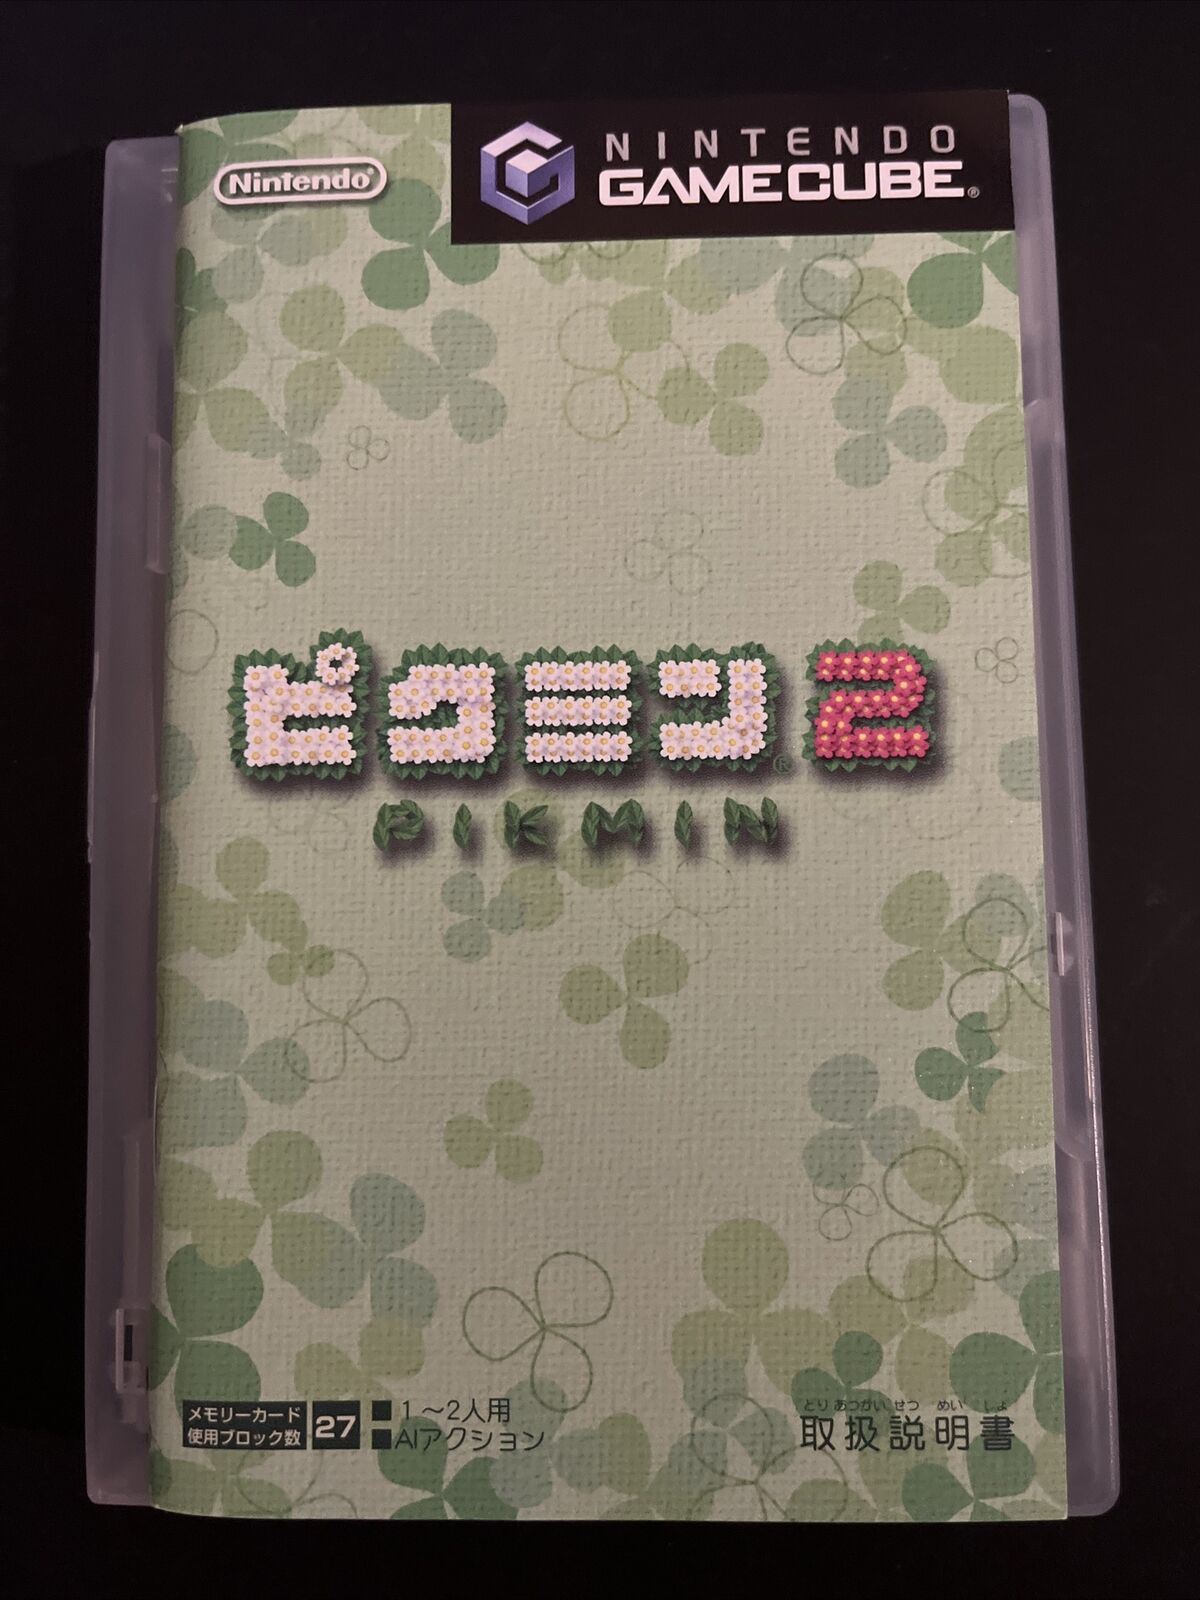 Nintendo®
NINTENDO
GAMECUBE®
ピクミン®2
PIKMIN
メモリーカード
使用ブロック数
27
■1～2人用
■AIアクション
とりあつかいせつめいしょ
取扱説明書